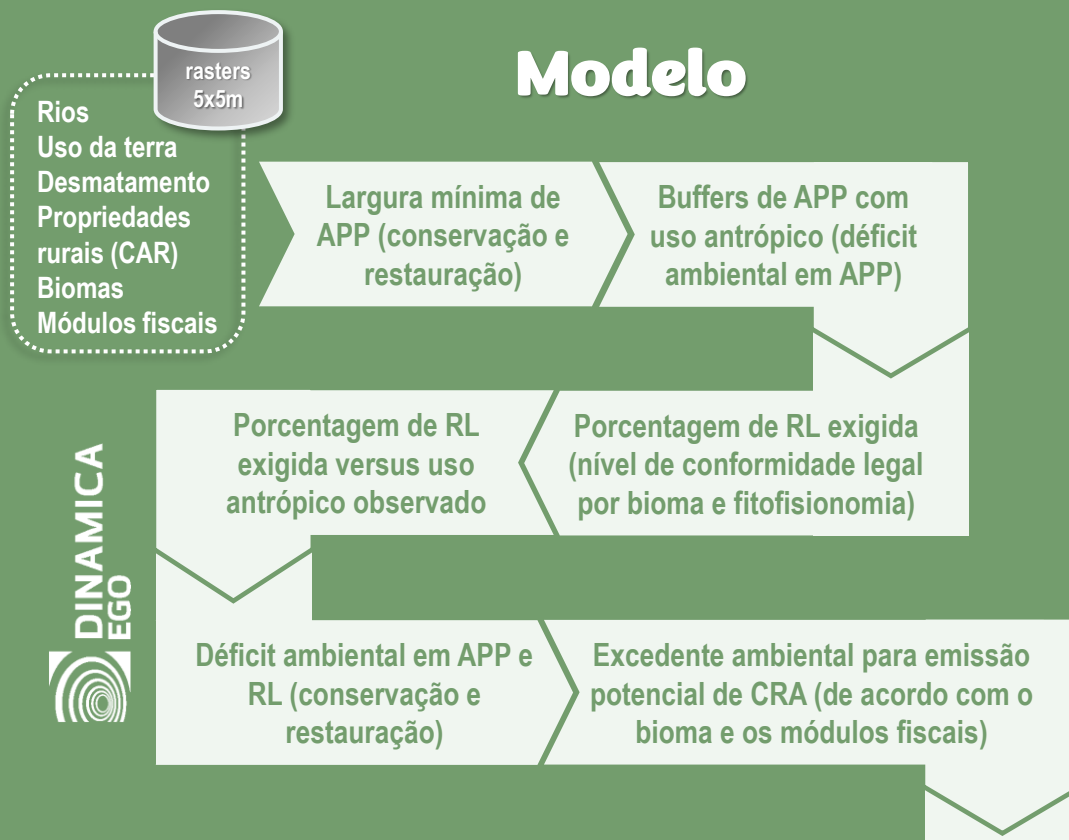 Modelo
rasters
5x5m
Rios
Uso da terra
Desmatamento
Propriedades
rurais (CAR)
Biomas
Módulos fiscais
Largura mínima de
APP (conservação e
restauração)
Buffers de APP com
uso antrópico (déficit
ambiental em APP)
Porcentagem de RL exigida
(nível de conformidade legal
por bioma e fitofisionomia)
Porcentagem de RL
exigida versus uso
antrópico observado
Déficit ambiental em APP e
RL (conservação e
restauração)
Excedente ambiental para emissão
potencial de CRA (de acordo com o
bioma e os módulos fiscais)
DINAMICA
EGO